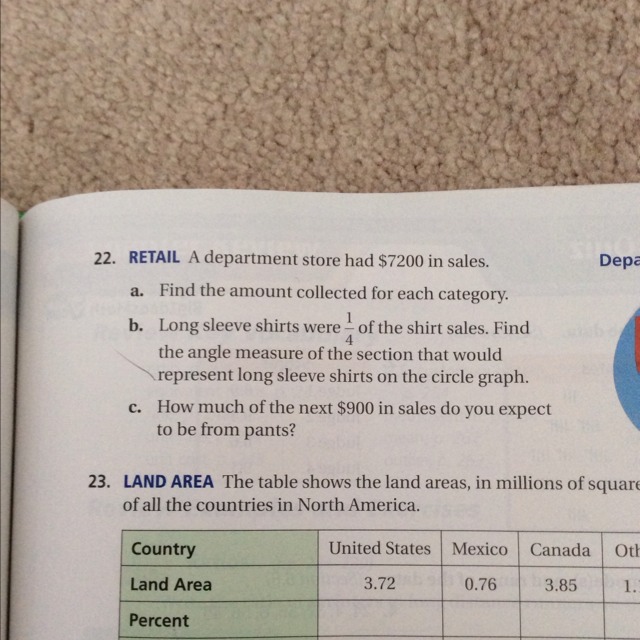 22. RETAIL A department store had $7200 in sales.
Depa
a. Find the amount collected for each category.
b. Long sleeve shirts were 1/4 of the shirt sales. Find
the angle measure of the section that would
represent long sleeve shirts on the circle graph.
c. How much of the next $900 in sales do you expect
to be from pants?
23. LAND AREA The table shows the land areas, in millions of square
of all the countries in North America.
Country United States Mexico Canada Oth
Land Area 3.72 0.76 3.85 1.
Percent